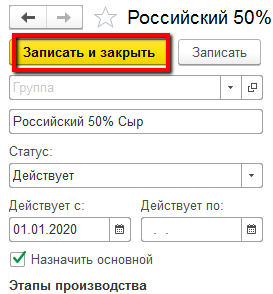 Российский 50%
Записать и закрыть Записать
Группа
Российский 50% Сыр
Статус:
Действует
Действует с: Действует по:
01.01.2020 . .
Назначить основной
Этапы производства